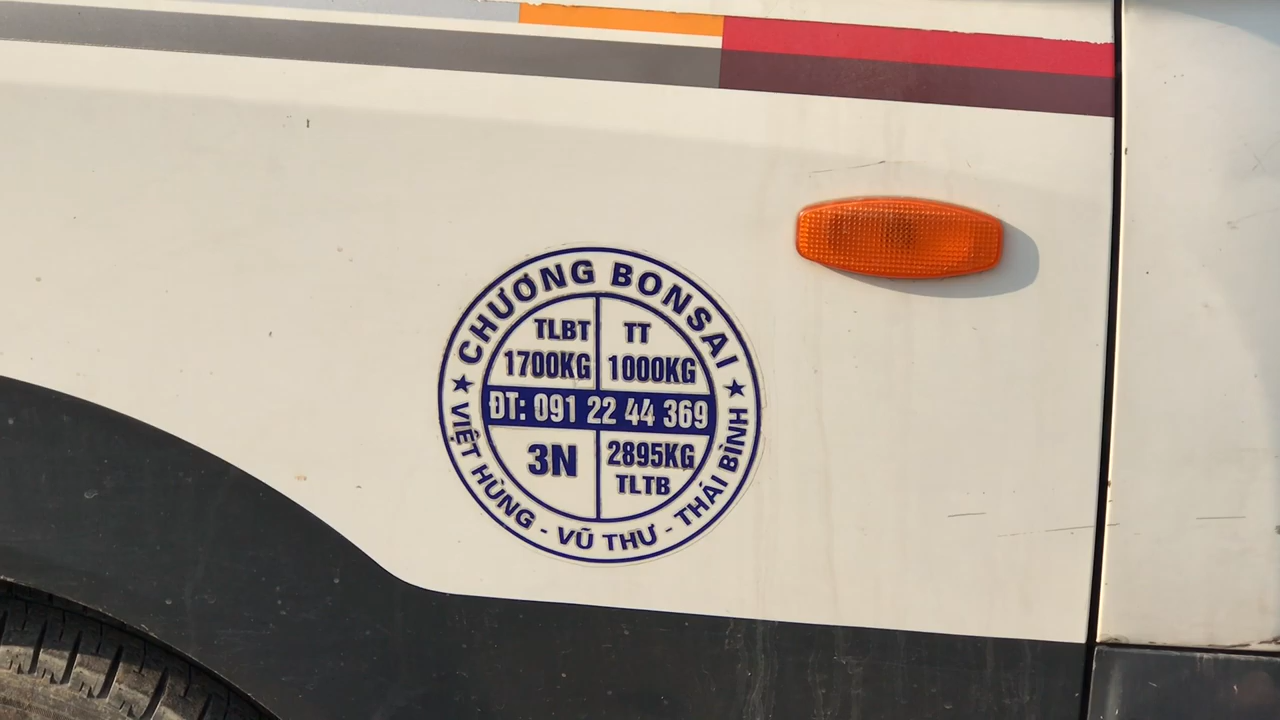 CHƯƠNG BONSAI
TLBT
1700KG
TT
1000KG
ĐT: 091 22 44 369
3N
2895KG
TLTB
★ VIỆT HÙNG - VŨ THƯ - THÁI BÌNH ★